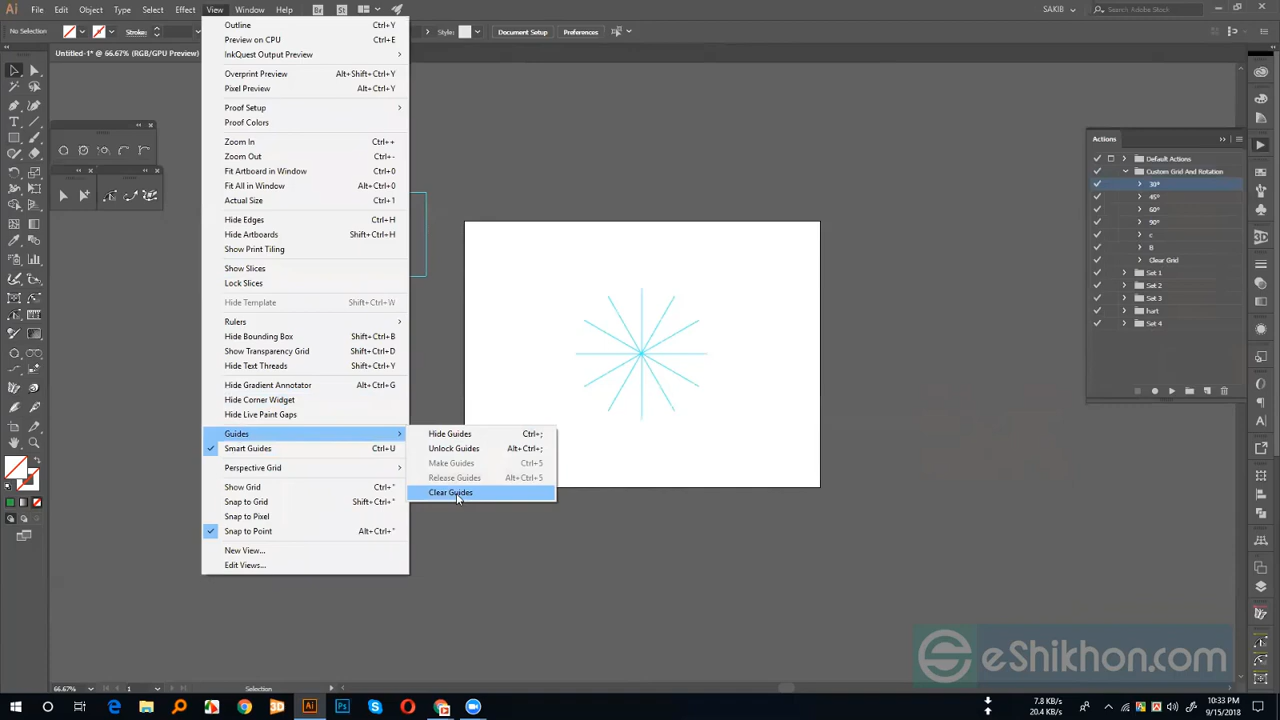 Ai File Edit Object Type Select Effect View Window Help Br St SAKIB Search Adobe Stock
No Selection Stroke: Style: Document Setup Preferences
Untitled-1* @ 66.67% (RGB/GPU Preview)
Outline Ctrl+Y
Preview on CPU Ctrl+E
InkQuest Output Preview
Overprint Preview Alt+Shift+Ctrl+Y
Pixel Preview Alt+Ctrl+Y
Proof Setup
Proof Colors
Zoom In Ctrl++
Zoom Out Ctrl+-
Fit Artboard in Window Ctrl+0
Fit All in Window Alt+Ctrl+0
Actual Size Ctrl+1
Hide Edges Ctrl+H
Hide Artboards Shift+Ctrl+H
Show Print Tiling
Show Slices
Lock Slices
Hide Template Shift+Ctrl+W
Rulers
Hide Bounding Box Shift+Ctrl+B
Show Transparency Grid Shift+Ctrl+D
Hide Text Threads Shift+Ctrl+Y
Hide Gradient Annotator Alt+Ctrl+G
Hide Corner Widget
Hide Live Paint Gaps
Guides
Smart Guides Ctrl+U
Perspective Grid
Show Grid Ctrl+"
Snap to Grid Shift+Ctrl+"
Snap to Pixel
Snap to Point Alt+Ctrl+"
New View...
Edit Views...
Hide Guides Ctrl+;
Unlock Guides Alt+Ctrl+;
Make Guides Ctrl+5
Release Guides Alt+Ctrl+5
Clear Guides
Actions
Default Actions
Custom Grid And Rotation
30º
45º
60º
90º
c
B
Clear Grid
Set 1
Set 2
Set 3
hart
Set 4
eShikhon.com
66.67% 1 Selection
7.8 KB/s
20.4 KB/s
10:33 PM
9/15/2018